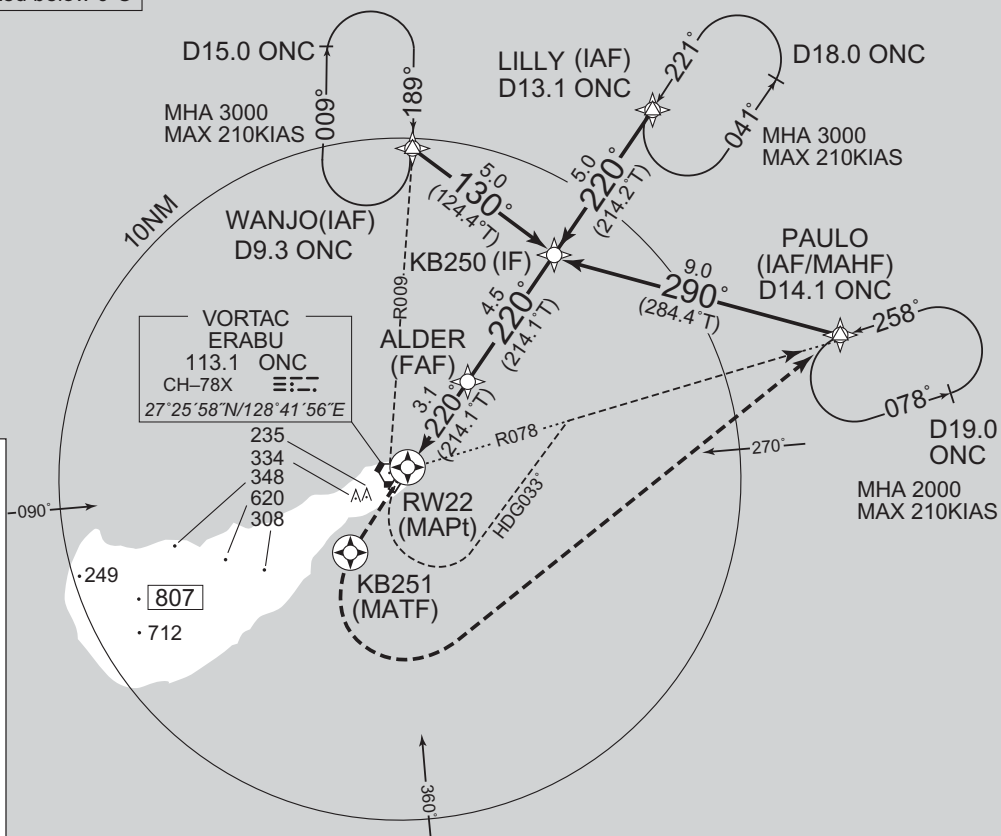 D15.0 ONC
MHA 3000
MAX 210KIAS
009°
189°
WANJO(IAF)
D9.3 ONC
LILLY (IAF)
D13.1 ONC
221°
041°
D18.0 ONC
MHA 3000
MAX 210KIAS
10NM
5.0
130°
(124.4°T)
5.0
220°
(214.2°T)
KB250 (IF)
PAULO
(IAF/MAHF)
D14.1 ONC
9.0
290°
(284.4°T)
258°
078°
D19.0
ONC
MHA 2000
MAX 210KIAS
R009
4.5
220°
(214.1°T)
ALDER
(FAF)
3.1
220°
(214.1°T)
VORTAC
ERABU
113.1 ONC
CH–78X
27°25´58˝N/128°41´56˝E
R078
270°
HDG033°
RW22
(MAPt)
KB251
(MATF)
235
334
348
620
308
090°
249
807
712
360°